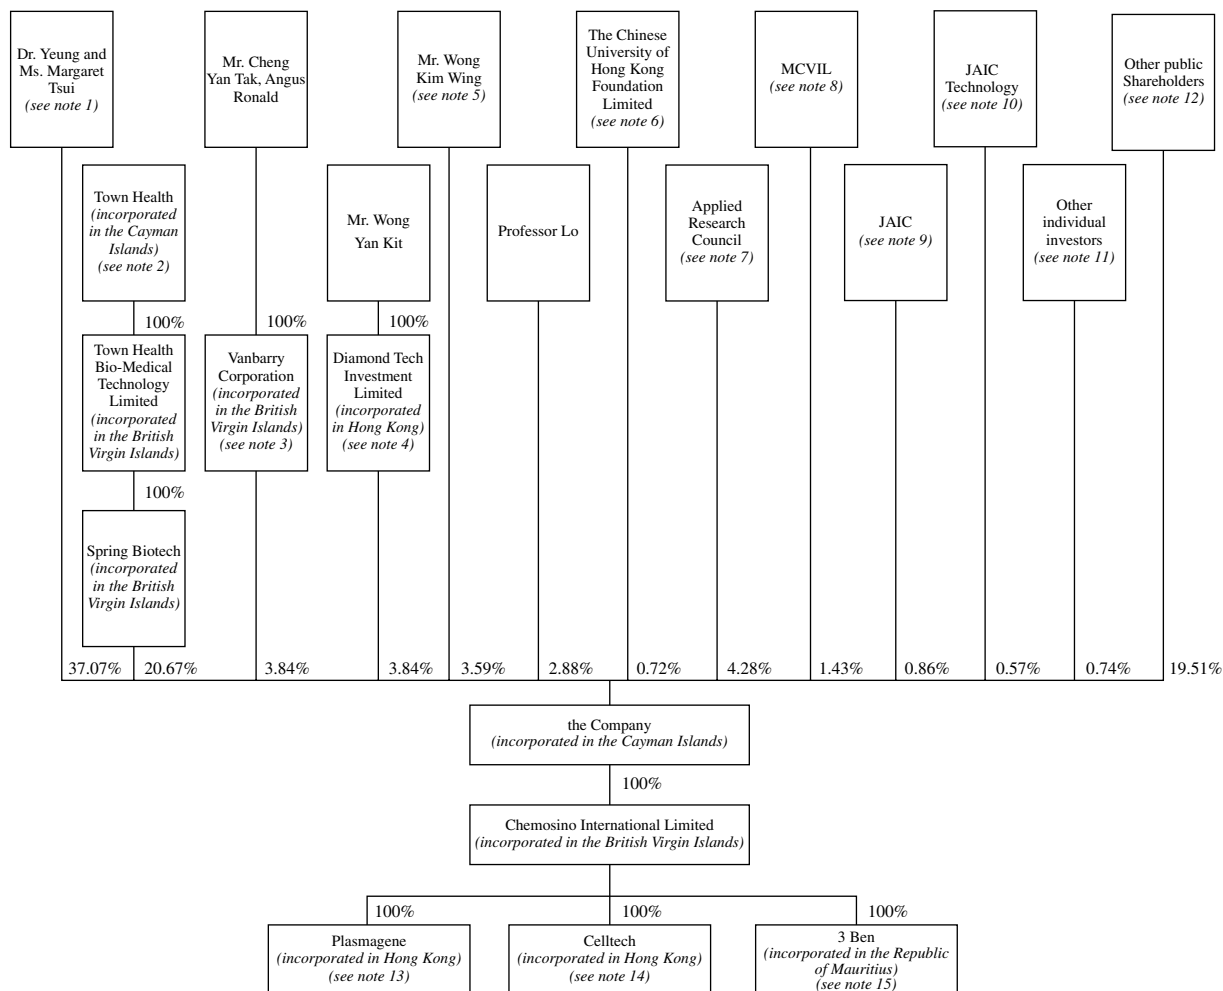 Dr. Yeung and
Ms. Margaret
Tsui
(see note 1)
Mr. Cheng
Yan Tak, Angus
Ronald
Mr. Wong
Kim Wing
(see note 5)
The Chinese
University of
Hong Kong
Foundation
Limited
(see note 6)
MCVIL
(see note 8)
JAIC
Technology
(see note 10)
Other public
Shareholders
(see note 12)
Town Health
(incorporated
in the Cayman
Islands)
(see note 2)
Mr. Wong
Yan Kit
Professor Lo
Applied
Research
Council
(see note 7)
JAIC
(see note 9)
Other
individual
investors
(see note 11)
100%
100%
100%
Town Health
Bio-Medical
Technology
Limited
(incorporated
in the British
Virgin Islands)
Vanbarry
Corporation
(incorporated
in the British
Virgin Islands)
(see note 3)
Diamond Tech
Investment
Limited
(incorporated
in Hong Kong)
(see note 4)
100%
Spring Biotech
(incorporated
in the British
Virgin Islands)
37.07% 20.67% 3.84% 3.84% 3.59% 2.88% 0.72% 4.28% 1.43% 0.86% 0.57% 0.74% 19.51%
the Company
(incorporated in the Cayman Islands)
100%
Chemosino International Limited
(incorporated in the British Virgin Islands)
100% 100% 100%
Plasmagene
(incorporated in Hong Kong)
(see note 13)
Celltech
(incorporated in Hong Kong)
(see note 14)
3 Ben
(incorporated in the Republic
of Mauritius)
(see note 15)